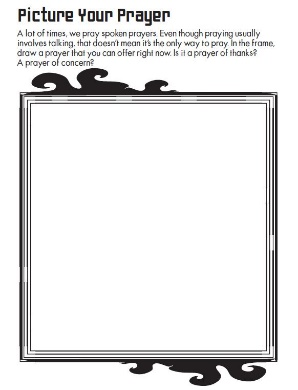 Picture Your Prayer
A lot of times, we pray spoken prayers. Even though praying usually
involves talking, that doesn't mean it's the only way to pray. In the frame,
draw a prayer that you can offer right now. Is it a prayer of thanks?
A prayer of concern?